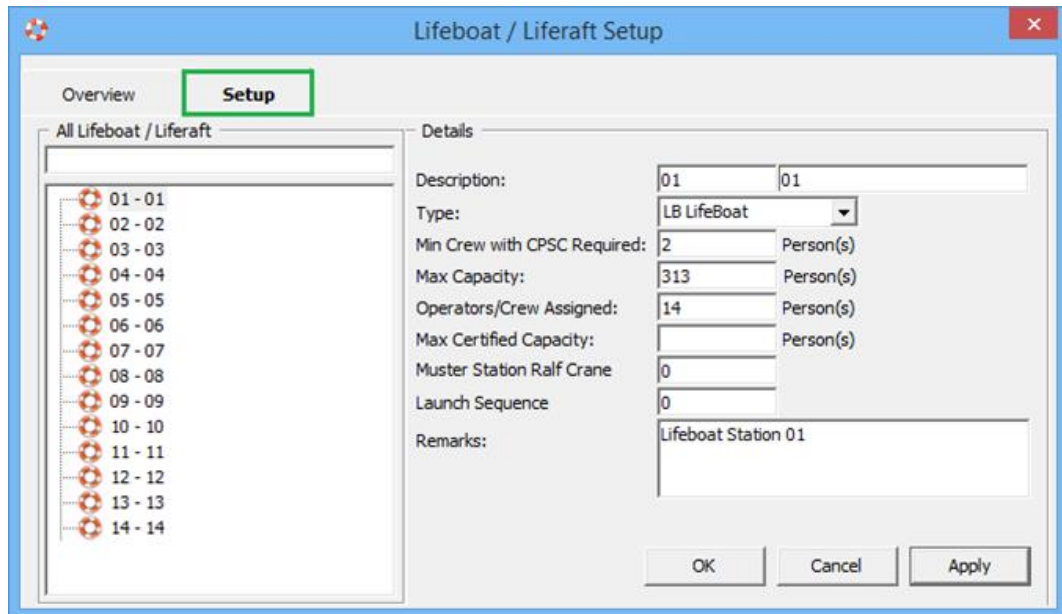 Lifeboat / Liferaft Setup
Overview Setup
All Lifeboat / Liferaft
01 - 01
02 - 02
03 - 03
04 - 04
05 - 05
06 - 06
07 - 07
08 - 08
09 - 09
10 - 10
11 - 11
12 - 12
13 - 13
14 - 14
Details
Description: 01 01
Type: LB LifeBoat
Min Crew with CPSC Required: 2 Person(s)
Max Capacity: 313 Person(s)
Operators/Crew Assigned: 14 Person(s)
Max Certified Capacity: Person(s)
Muster Station Ralf Crane 0
Launch Sequence 0
Remarks: Lifeboat Station 01
OK Cancel Apply